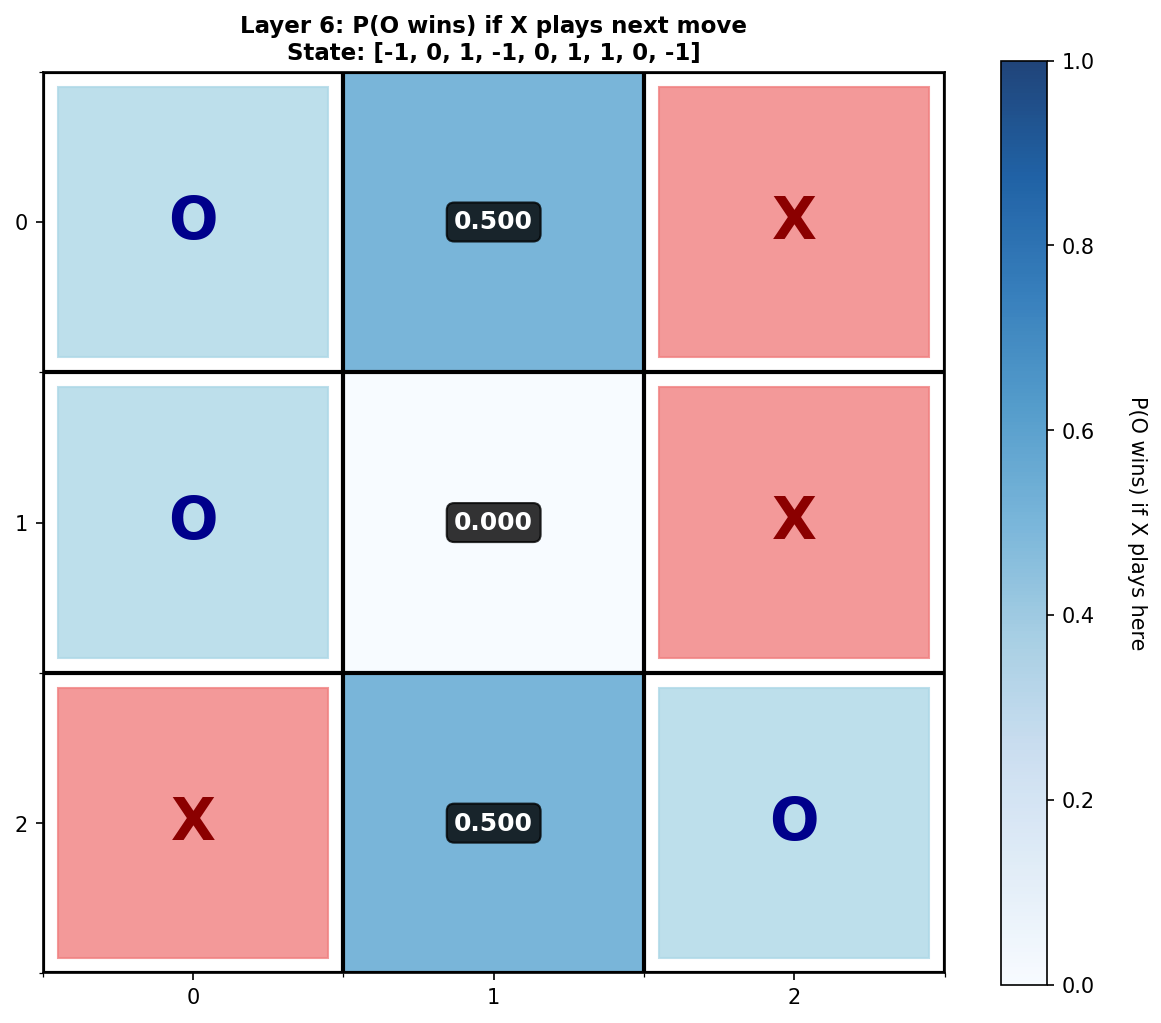 Layer 6: P(O wins) if X plays next move
State: [-1, 0, 1, -1, 0, 1, 1, 0, -1]
0
O
0.500
X
1
O
0.000
X
2
X
0.500
O
0
1
2
1.0
0.8
0.6
0.4
0.2
0.0
P(O wins) if X plays here